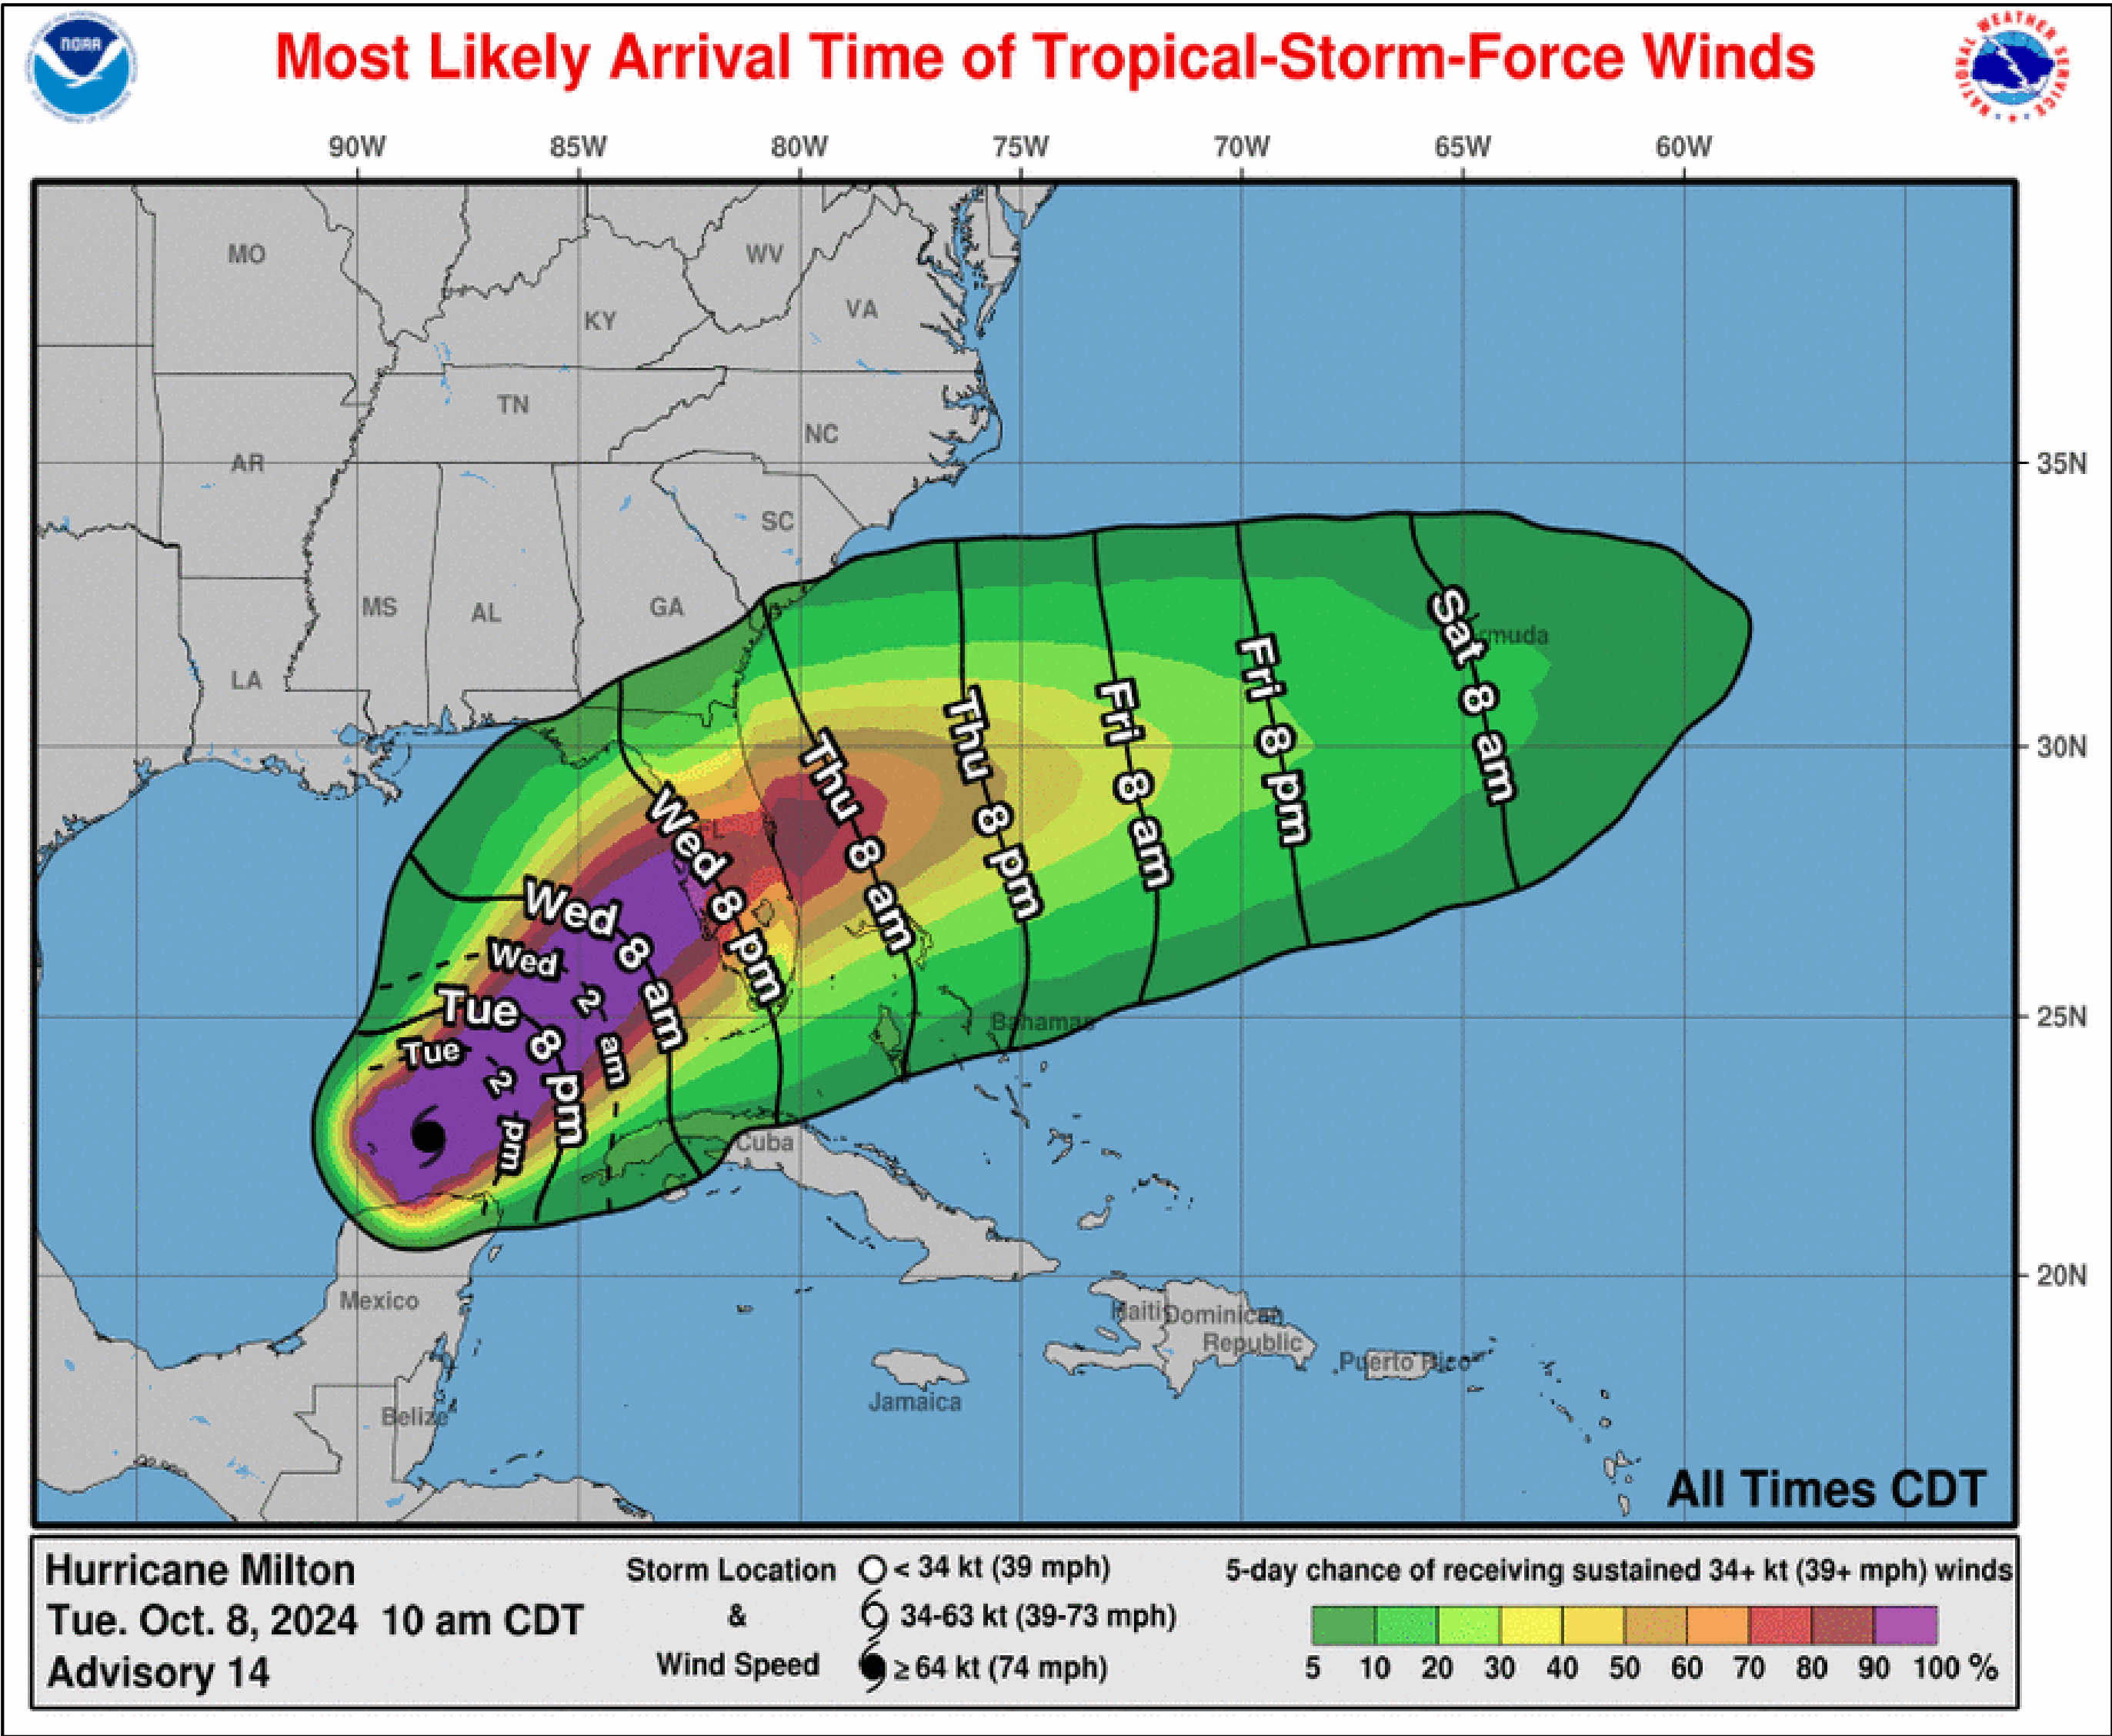 NOAA
Most Likely Arrival Time of Tropical-Storm-Force Winds
NATIONAL WEATHER SERVICE
90W 85W 80W 75W 70W 65W 60W
MO
WV
VA
KY
TN
NC
AR
35N
SC
MS
AL
GA
LA
rmuda
Sat 8 am
Fri 8 pm
Fri 8 am
Thu 8 pm
Thu 8 am
30N
Wed 8 pm
Wed 8 am
Wed 2 am
Tue 8 pm
Tue 2 pm
25N
Bahamas
Cuba
20N
Mexico
Haiti
Dominican
Republic
Puerto Rico
Jamaica
Belize
All Times CDT
Hurricane Milton
Tue. Oct. 8, 2024 10 am CDT
Advisory 14
Storm Location
&
Wind Speed
< 34 kt (39 mph)
34-63 kt (39-73 mph)
≥ 64 kt (74 mph)
5-day chance of receiving sustained 34+ kt (39+ mph) winds
5 10 20 30 40 50 60 70 80 90 100 %